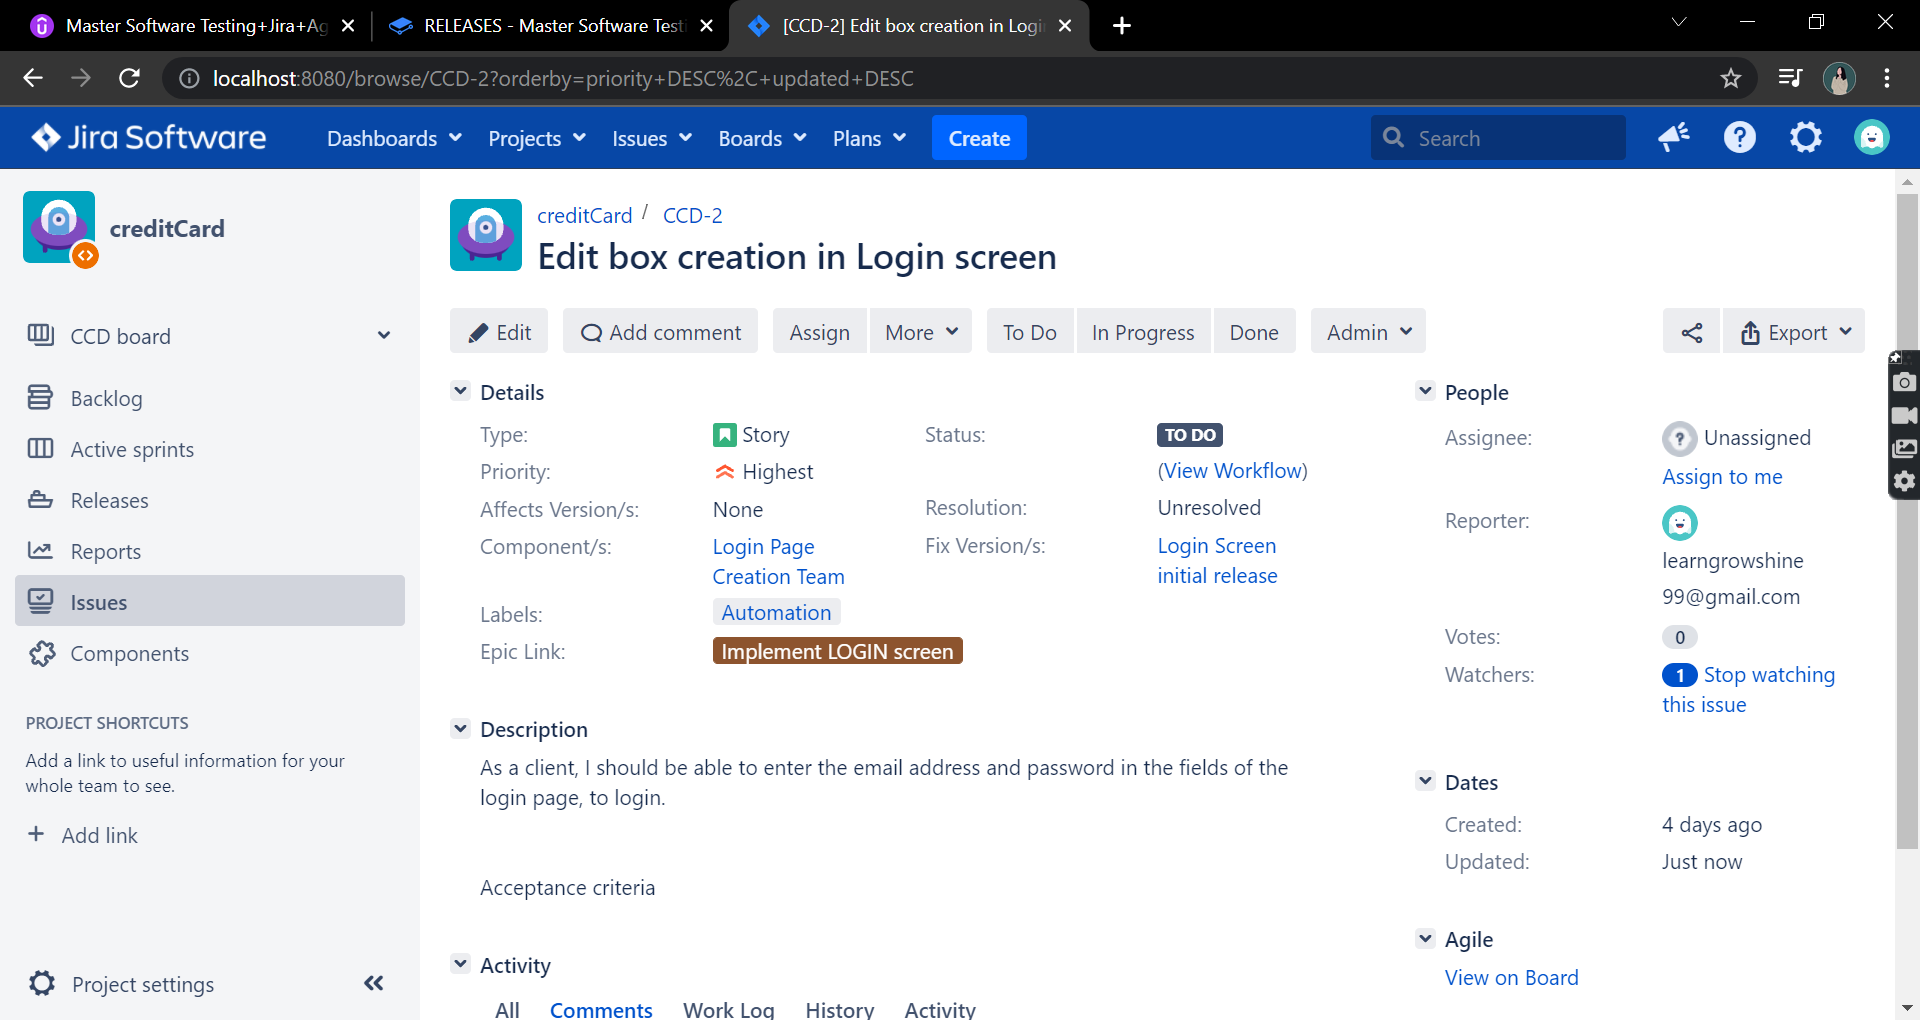 Master Software Testing+Jira+Ag
RELEASES - Master Software Test
[CCD-2] Edit box creation in Logi
localhost:8080/browse/CCD-2?orderby=priority+DESC%2C+updated+DESC
Jira Software
Dashboards
Projects
Issues
Boards
Plans
Create
Search
creditCard
CCD board
Backlog
Active sprints
Releases
Reports
Issues
Components
PROJECT SHORTCUTS
Add a link to useful information for your
whole team to see.
+ Add link
Project settings
creditCard / CCD-2
Edit box creation in Login screen
Edit
Add comment
Assign
More
To Do
In Progress
Done
Admin
Export
Details
Type: Story
Priority: Highest
Affects Version/s: None
Component/s: Login Page
Creation Team
Labels: Automation
Epic Link: Implement LOGIN screen
Status: TO DO
(View Workflow)
Resolution: Unresolved
Fix Version/s: Login Screen
initial release
Description
As a client, I should be able to enter the email address and password in the fields of the
login page, to login.
Acceptance criteria
Activity
All Comments Work Log History Activity
People
Assignee: Unassigned
Assign to me
Reporter:
learngrowshine
99@gmail.com
Votes: 0
Watchers: 1 Stop watching
this issue
Dates
Created: 4 days ago
Updated: Just now
Agile
View on Board